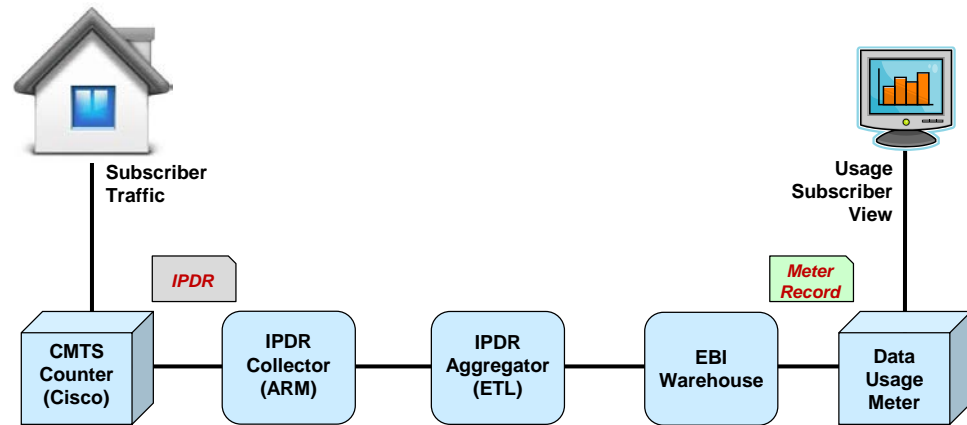 Subscriber
Traffic
Usage
Subscriber
View
IPDR
Meter
Record
CMTS
Counter
(Cisco)
IPDR
Collector
(ARM)
IPDR
Aggregator
(ETL)
EBI
Warehouse
Data
Usage
Meter